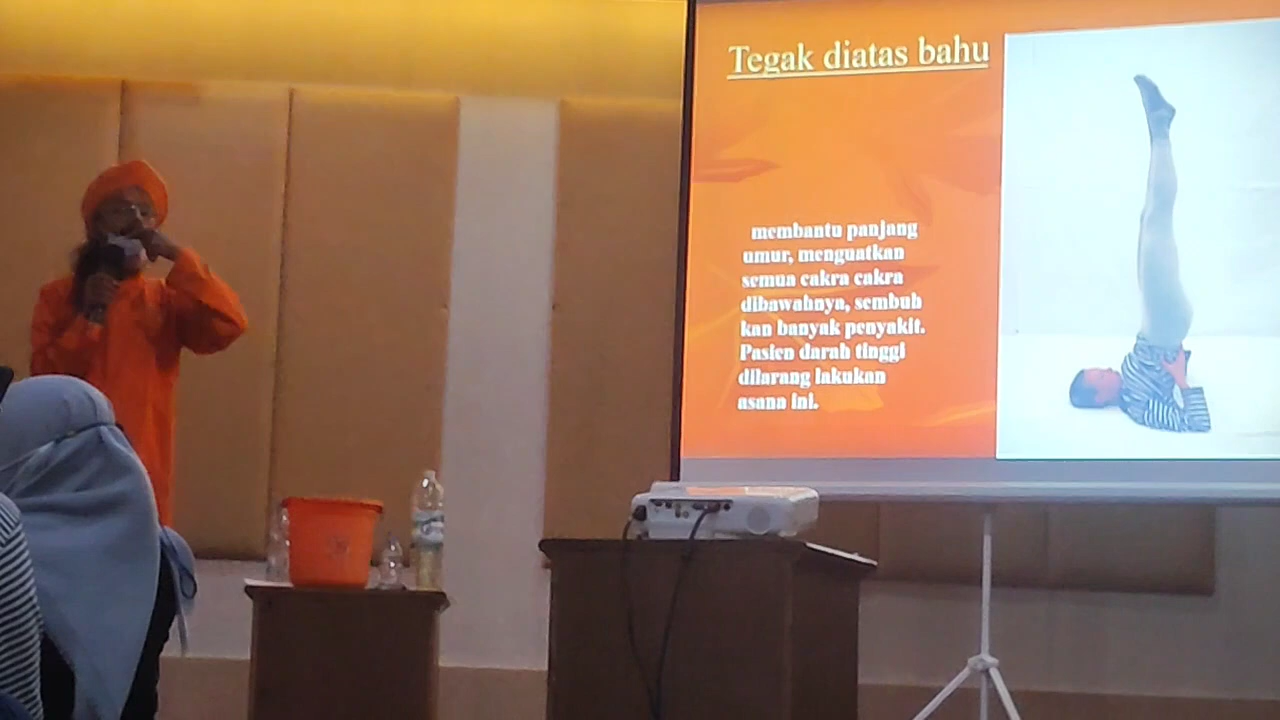 Tegak diatas bahu
membantu panjang
umur, menguatkan
semua cakra cakra
dibawahnya, sembuh
kan banyak penyakit.
Pasien darah tinggi
dilarang lakukan
asana ini.